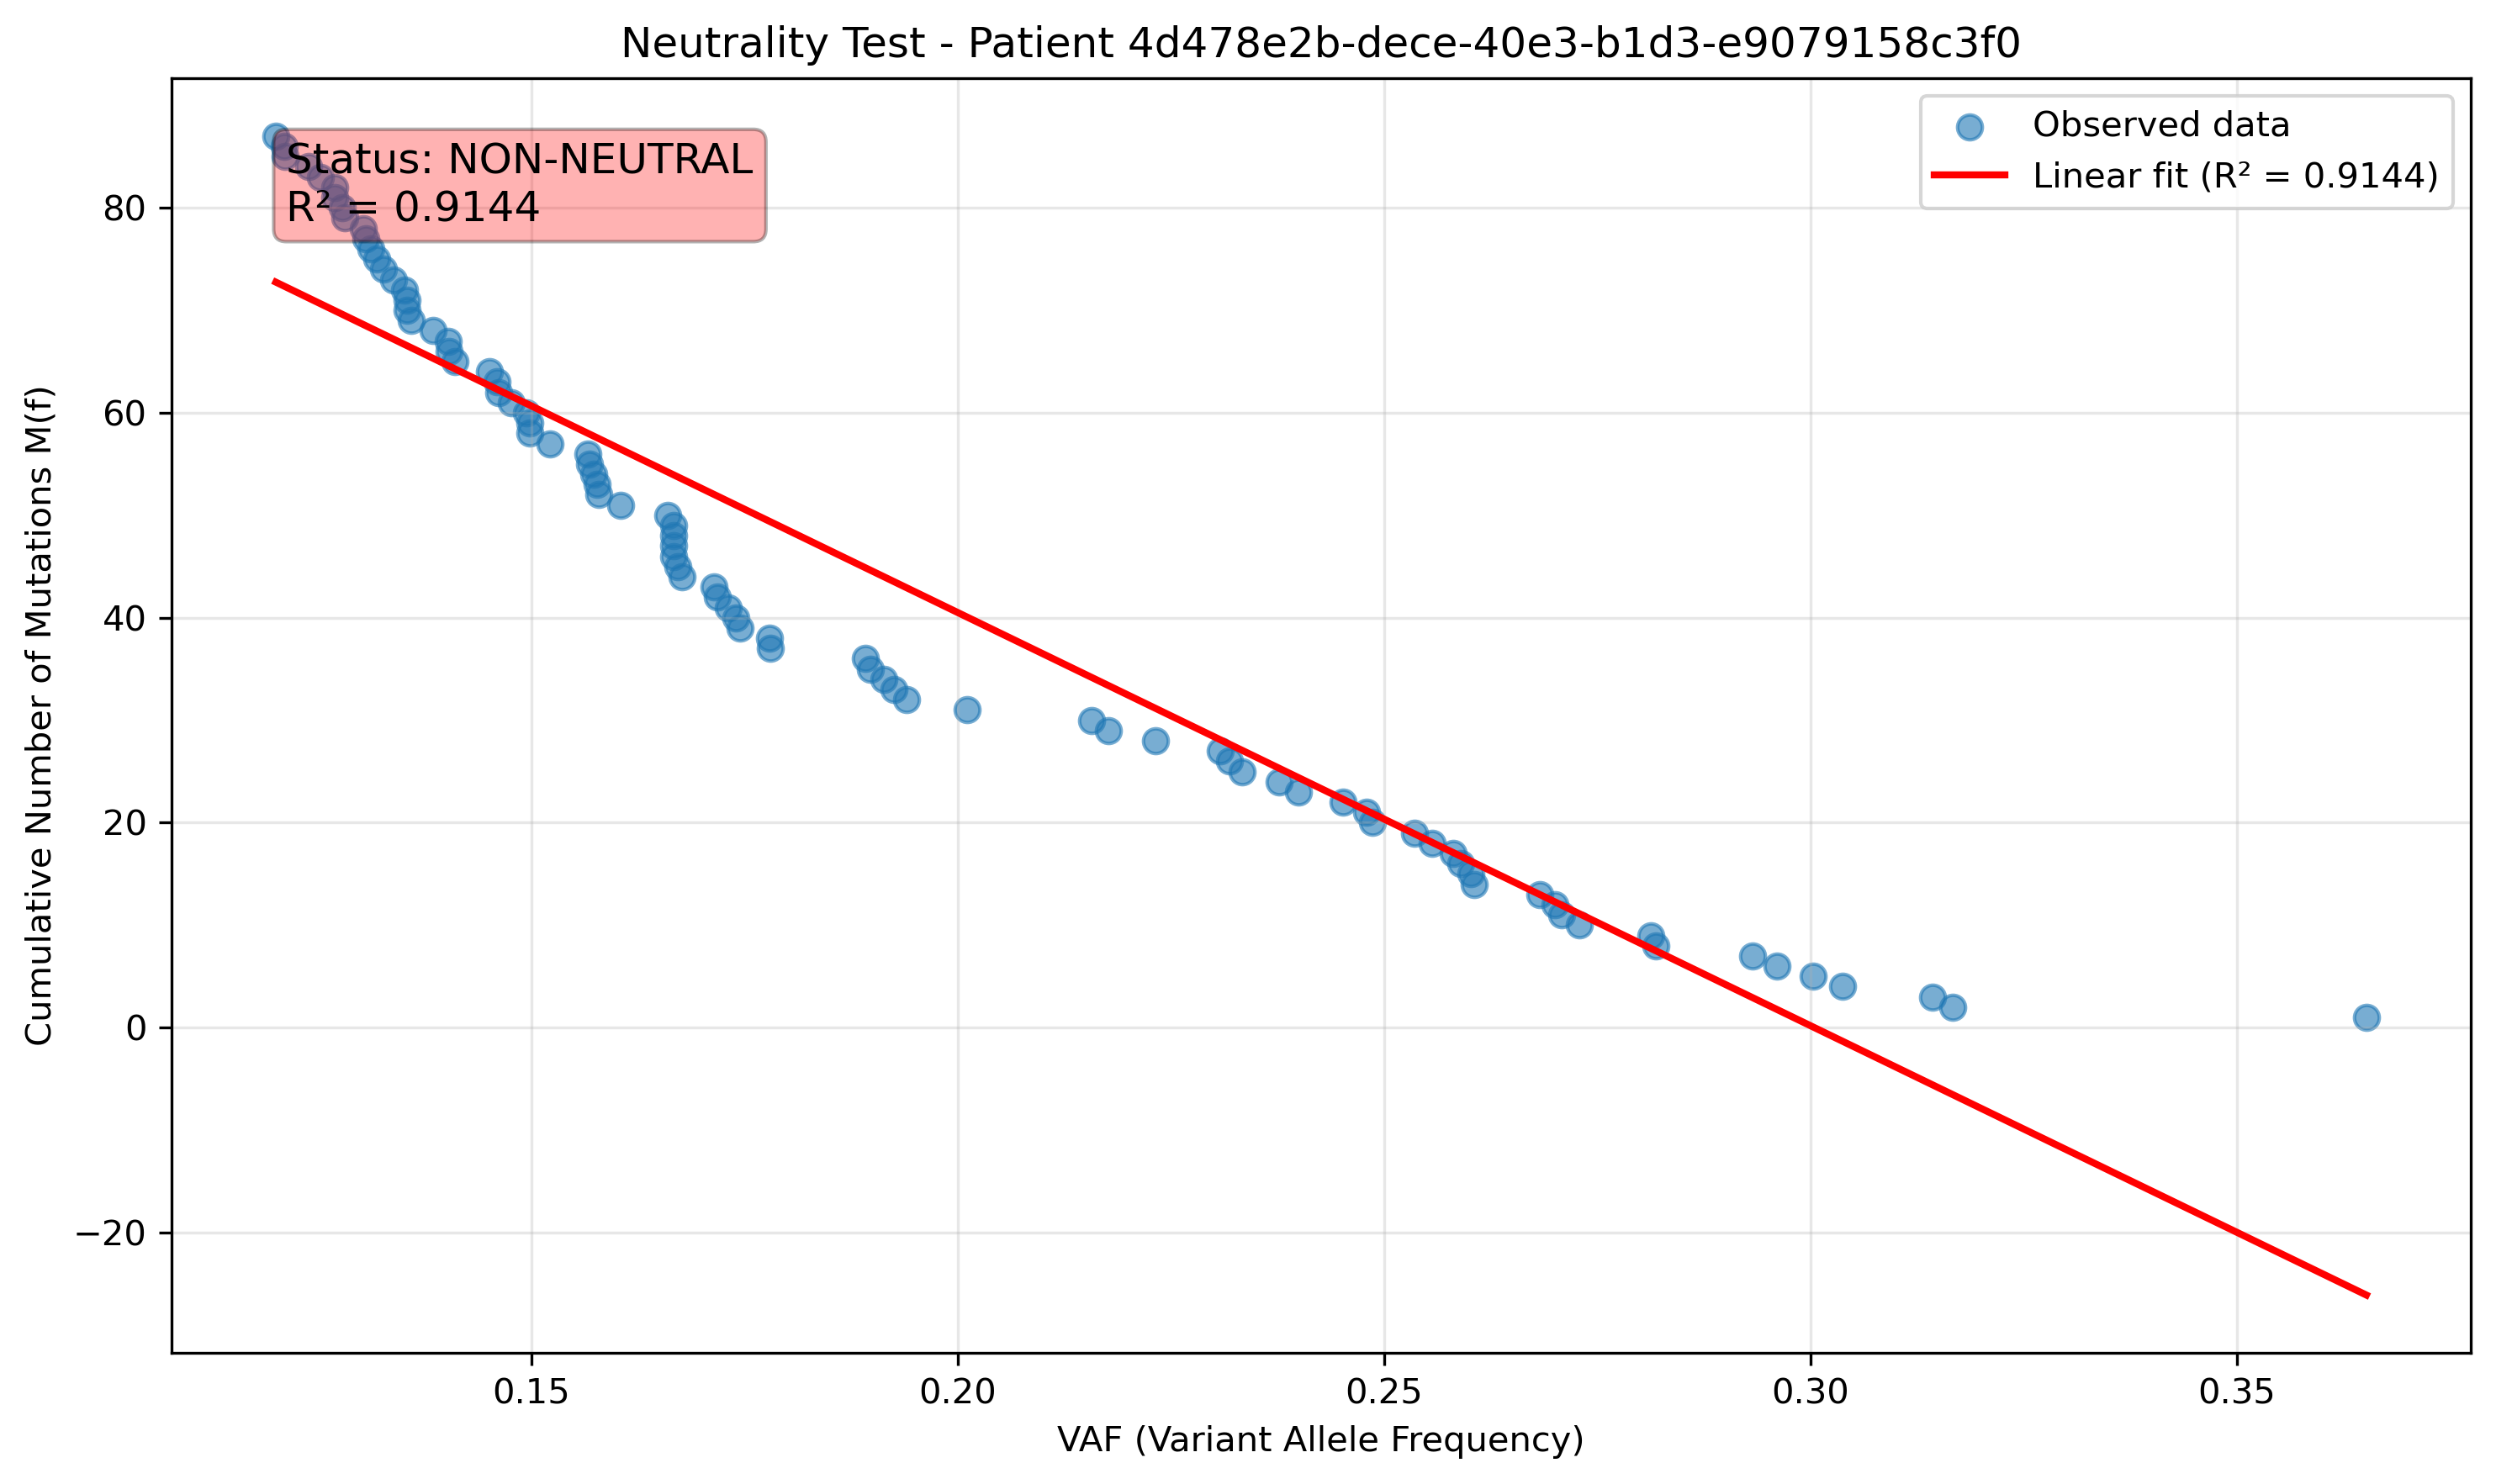 Neutrality Test - Patient 4d478e2b-dece-40e3-b1d3-e9079158c3f0
Status: NON-NEUTRAL
R² = 0.9144
Observed data
Linear fit (R² = 0.9144)
Cumulative Number of Mutations M(f)
80
60
40
20
0
−20
0.15
0.20
0.25
0.30
0.35
VAF (Variant Allele Frequency)